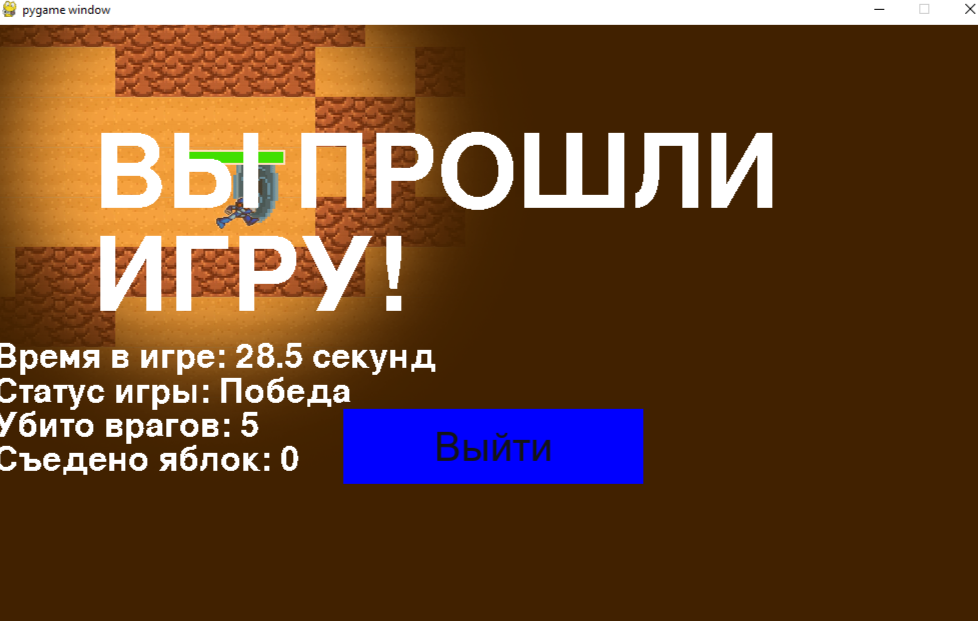 pygame window
ВЫ ПРОШЛИ
ИГРУ!
Время в игре: 28.5 секунд
Статус игры: Победа
Убито врагов: 5
Съедено яблок: 0
Выйти